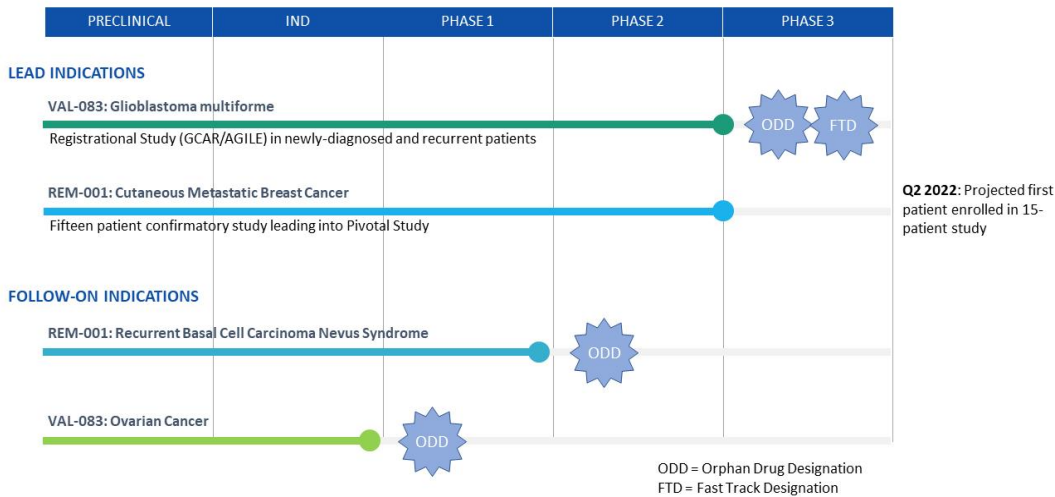 PRECLINICAL IND PHASE 1 PHASE 2 PHASE 3
LEAD INDICATIONS
VAL-083: Glioblastoma multiforme
ODD FTD
Registrational Study (GCAR/AGILE) in newly-diagnosed and recurrent patients
REM-001: Cutaneous Metastatic Breast Cancer
Fifteen patient confirmatory study leading into Pivotal Study
Q2 2022: Projected first
patient enrolled in 15-
patient study
FOLLOW-ON INDICATIONS
REM-001: Recurrent Basal Cell Carcinoma Nevus Syndrome
ODD
VAL-083: Ovarian Cancer
ODD
ODD = Orphan Drug Designation
FTD = Fast Track Designation